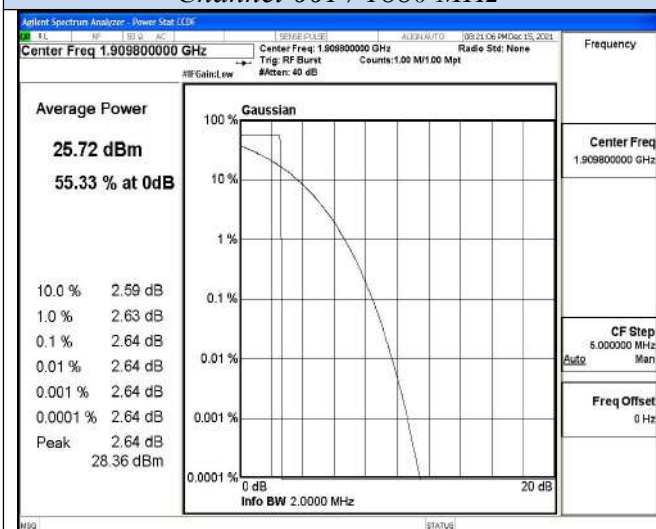 Agilent Spectrum Analyzer - Power Stat CCDF
RL RF 50 Ω AC SENSE:PULSE ALIGN AUTO 08:21:06 PM Dec 15, 2021
Center Freq 1.909800000 GHz
Center Freq: 1.909800000 GHz Radio Std: None
Trig: RF Burst Counts:1.00 M/1.00 Mpt
#IFGain:Low #Atten: 40 dB
Frequency
Average Power
25.72 dBm
55.33 % at 0dB
10.0 % 2.59 dB
1.0 % 2.63 dB
0.1 % 2.64 dB
0.01 % 2.64 dB
0.001 % 2.64 dB
0.0001 % 2.64 dB
Peak 2.64 dB
28.36 dBm
Gaussian
100 %
10 %
1 %
0.1 %
0.01 %
0.001 %
0.0001 %
0 dB 20 dB
Info BW 2.0000 MHz
Center Freq
1.909800000 GHz
CF Step
5.000000 MHz
Auto Man
Freq Offset
0 Hz
MSG STATUS